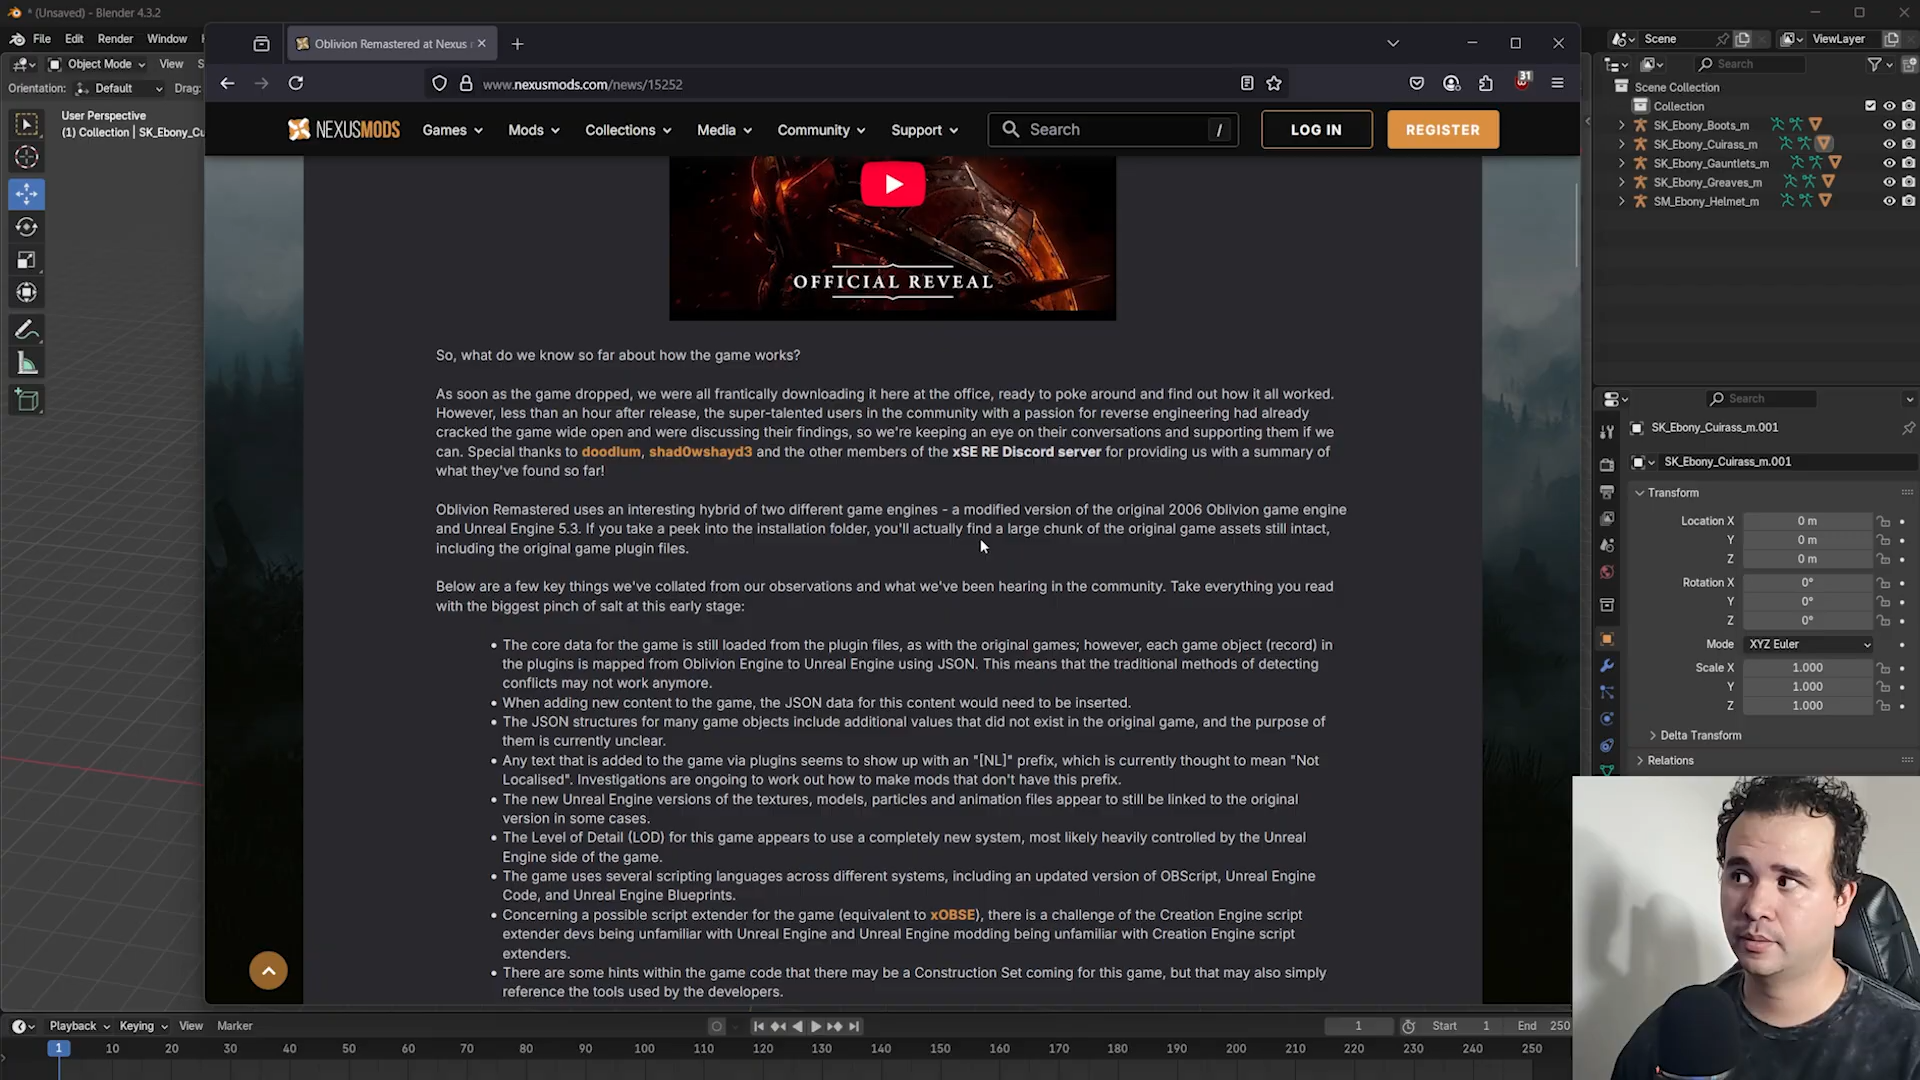 * (Unsaved) - Blender 4.3.2
File Edit Render Window
Scene
ViewLayer
Oblivion Remastered at Nexus
Object Mode View
Search
Orientation: Default Drag:
www.nexusmods.com/news/15252
31
Scene Collection
Collection
SK_Ebony_Boots_m
SK_Ebony_Cuirass_m
SK_Ebony_Gauntlets_m
SK_Ebony_Greaves_m
SM_Ebony_Helmet_m
User Perspective
(1) Collection | SK_Ebony_Cu
NEXUSMODS Games Mods Collections Media Community Support Search / LOG IN REGISTER
OFFICIAL REVEAL
So, what do we know so far about how the game works?
As soon as the game dropped, we were all frantically downloading it here at the office, ready to poke around and find out how it all worked.
However, less than an hour after release, the super-talented users in the community with a passion for reverse engineering had already
cracked the game wide open and were discussing their findings, so we're keeping an eye on their conversations and supporting them if we
can. Special thanks to doodlum, shad0wshayd3 and the other members of the xSE RE Discord server for providing us with a summary of
what they've found so far!
Oblivion Remastered uses an interesting hybrid of two different game engines - a modified version of the original 2006 Oblivion game engine
and Unreal Engine 5.3. If you take a peek into the installation folder, you'll actually find a large chunk of the original game assets still intact,
including the original game plugin files.
Below are a few key things we've collated from our observations and what we've been hearing in the community. Take everything you read
with the biggest pinch of salt at this early stage:
• The core data for the game is still loaded from the plugin files, as with the original games; however, each game object (record) in
the plugins is mapped from Oblivion Engine to Unreal Engine using JSON. This means that the traditional methods of detecting
conflicts may not work anymore.
• When adding new content to the game, the JSON data for this content would need to be inserted.
• The JSON structures for many game objects include additional values that did not exist in the original game, and the purpose of
them is currently unclear.
• Any text that is added to the game via plugins seems to show up with an "[NL]" prefix, which is currently thought to mean "Not
Localised". Investigations are ongoing to work out how to make mods that don't have this prefix.
• The new Unreal Engine versions of the textures, models, particles and animation files appear to still be linked to the original
version in some cases.
• The Level of Detail (LOD) for this game appears to use a completely new system, most likely heavily controlled by the Unreal
Engine side of the game.
• The game uses several scripting languages across different systems, including an updated version of OBScript, Unreal Engine
Code, and Unreal Engine Blueprints.
• Concerning a possible script extender for the game (equivalent to xOBSE), there is a challenge of the Creation Engine script
extender devs being unfamiliar with Unreal Engine and Unreal Engine modding being unfamiliar with Creation Engine script
extenders.
• There are some hints within the game code that there may be a Construction Set coming for this game, but that may also simply
reference the tools used by the developers.
Search
SK_Ebony_Cuirass_m.001
SK_Ebony_Cuirass_m.001
Transform
Location X 0 m
Y 0 m
Z 0 m
Rotation X 0°
Y 0°
Z 0°
Mode XYZ Euler
Scale X 1.000
Y 1.000
Z 1.000
Delta Transform
Relations
Playback Keying View Marker
1 Start 1 End 250
1 10 20 30 40 50 60 70 80 90 100 110 120 130 140 150 160 170 180 190 200 210 220 230 240 250